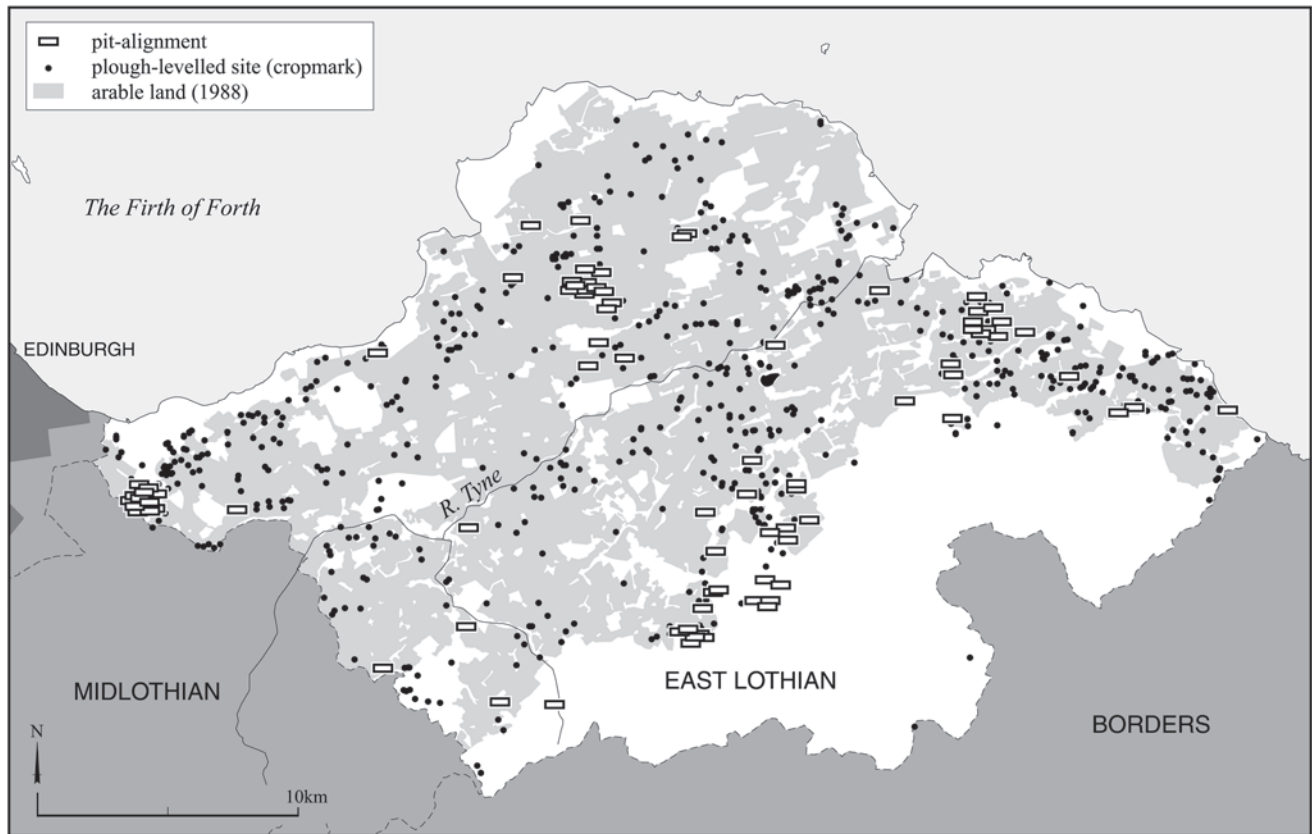 pit-alignment
plough-levelled site (cropmark)
arable land (1988)
The Firth of Forth
EDINBURGH
R. Tyne
MIDLOTHIAN
EAST LOTHIAN
BORDERS
N
10km